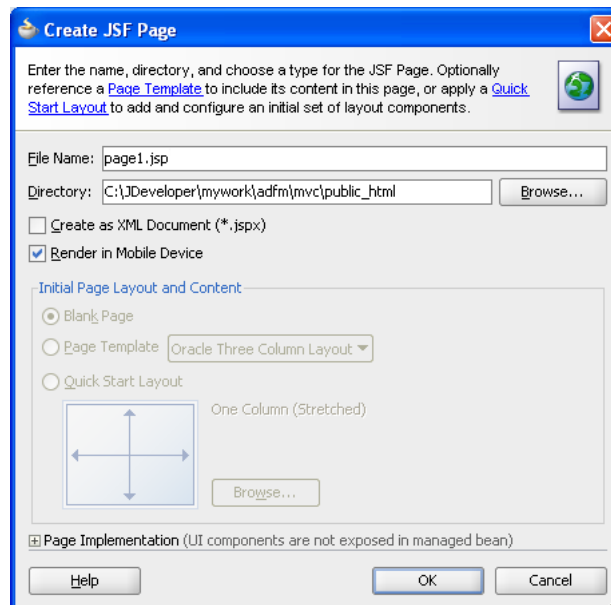 Create JSF Page
Enter the name, directory, and choose a type for the JSF Page. Optionally
reference a Page Template to include its content in this page, or apply a Quick
Start Layout to add and configure an initial set of layout components.
File Name: page1.jsp
Directory: C:\JDeveloper\mywork\adfm\mvc\public_html Browse...
Create as XML Document (*.jspx)
Render in Mobile Device
Initial Page Layout and Content
Blank Page
Page Template Oracle Three Column Layout
Quick Start Layout
One Column (Stretched)
Browse...
Page Implementation (UI components are not exposed in managed bean)
Help OK Cancel